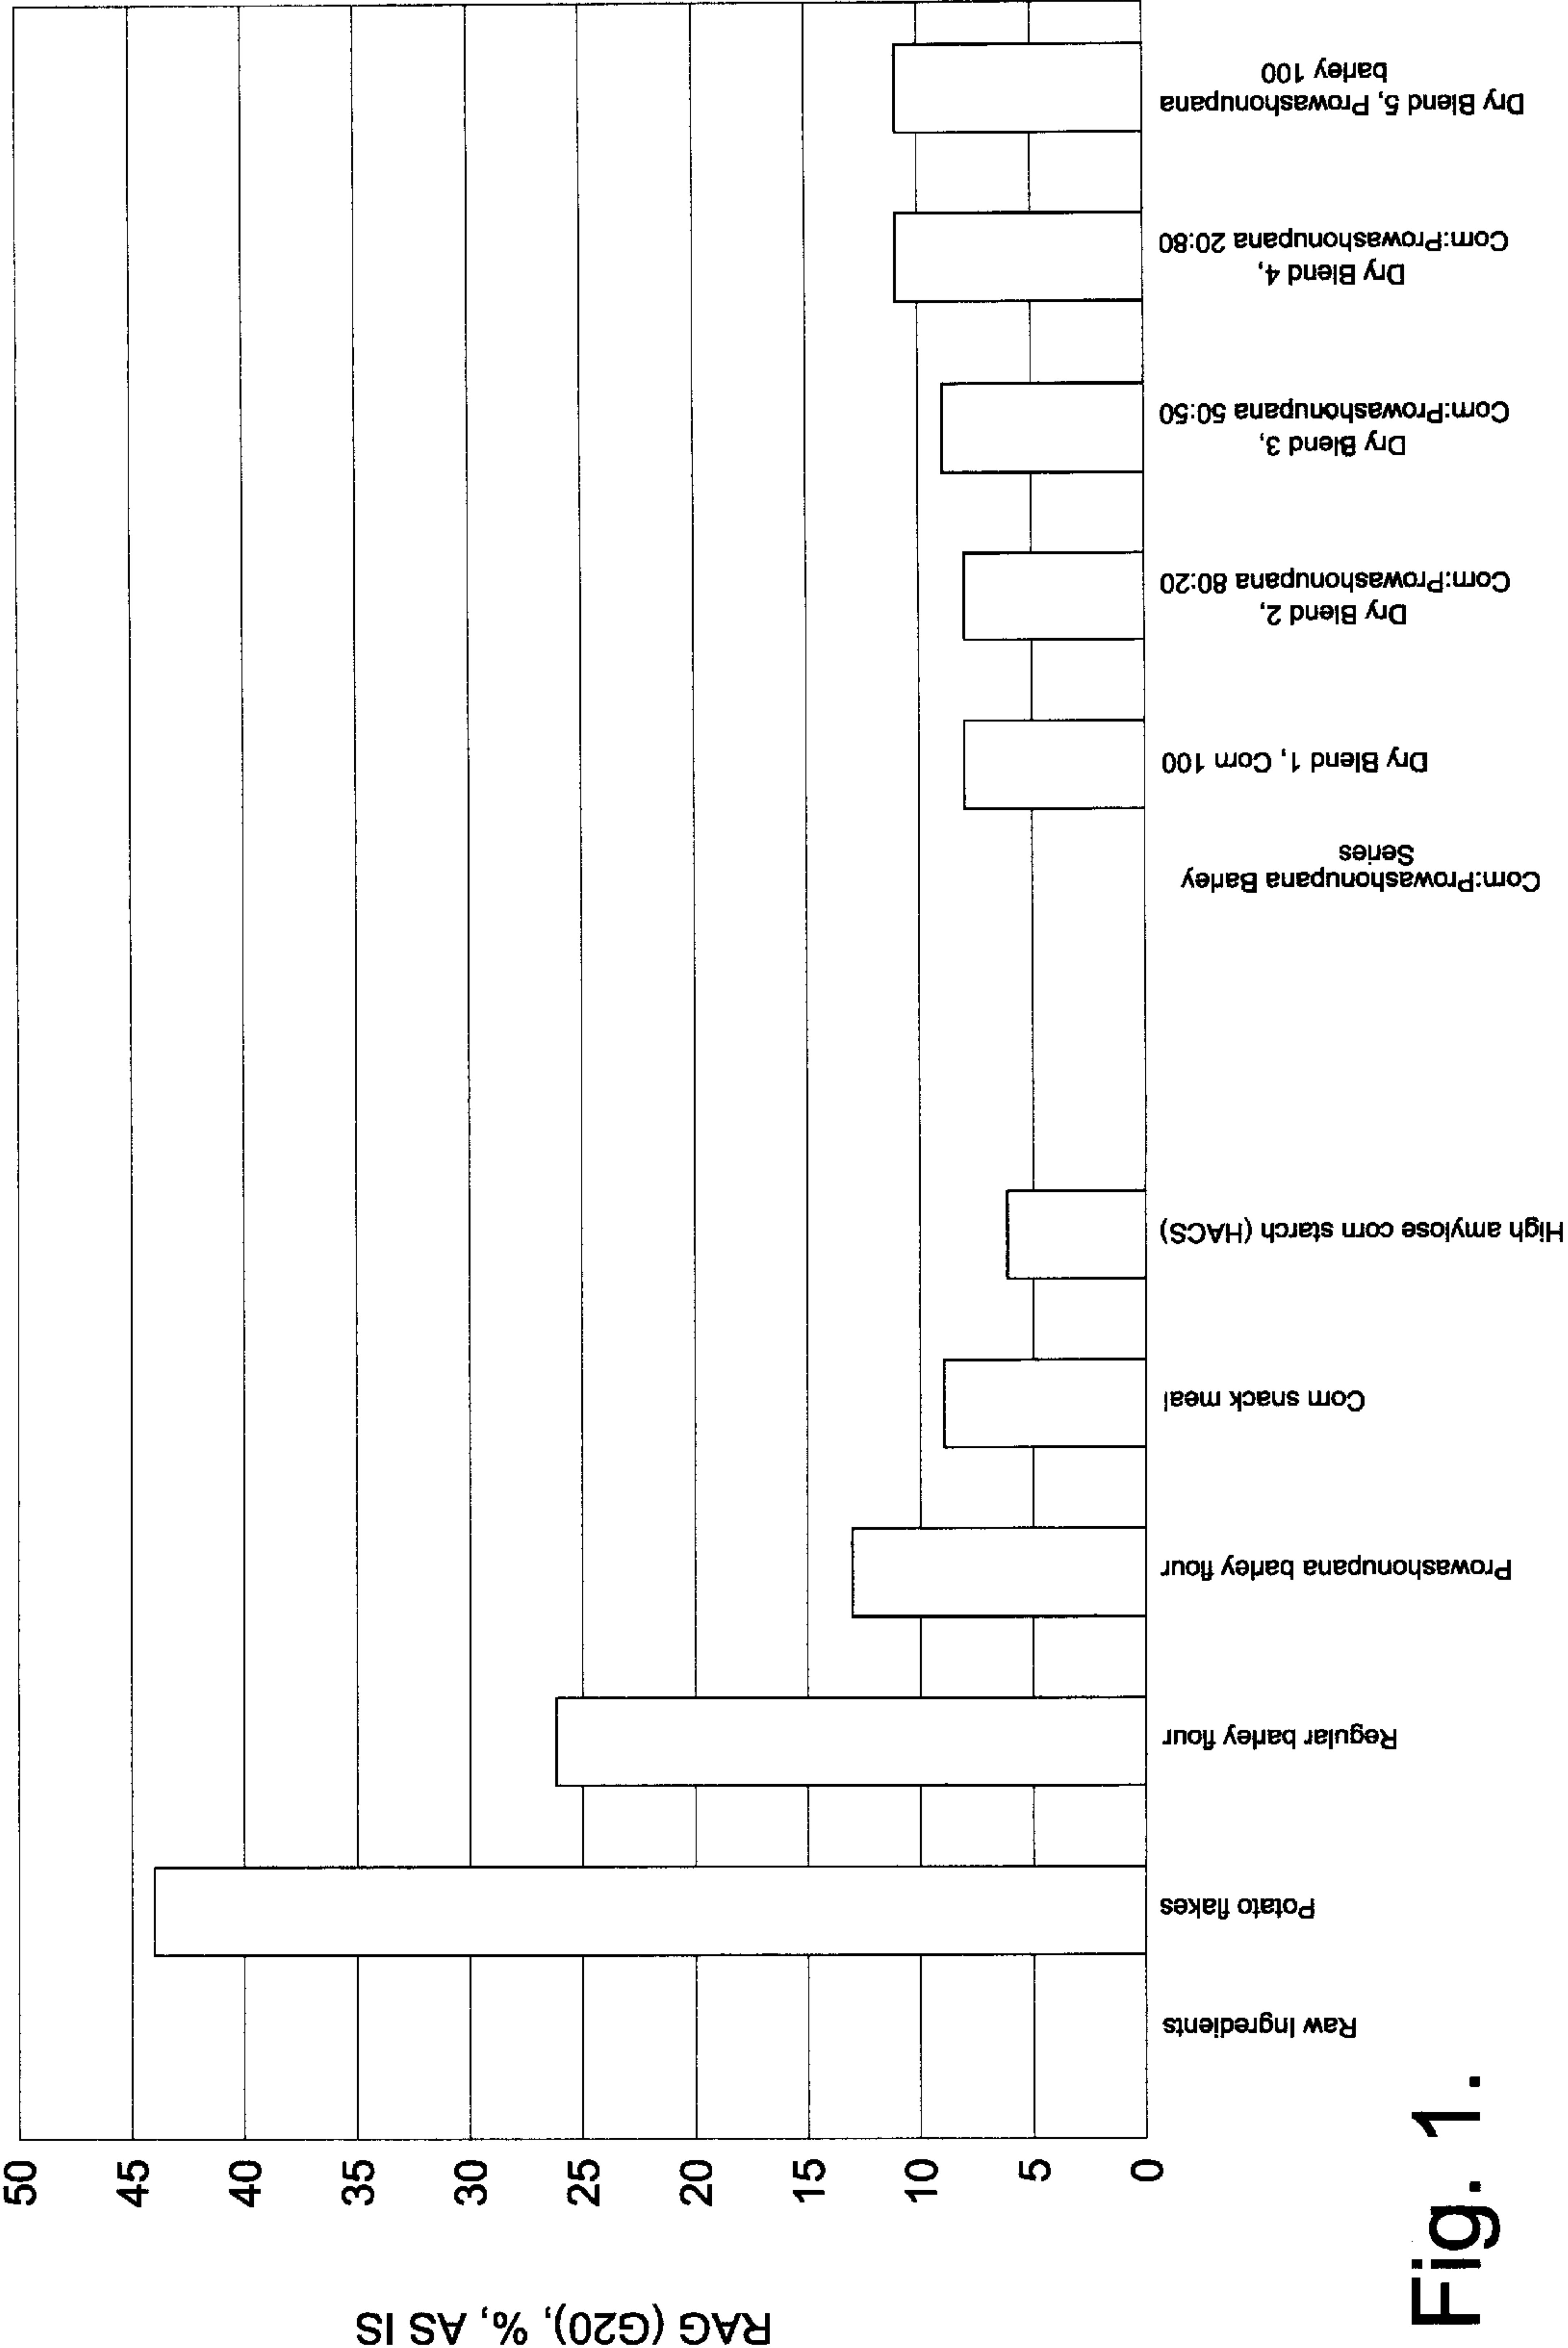 RAG (G20), %, AS IS
50
45
40
35
30
25
20
15
10
5
0
Raw Ingredients
Potato flakes
Regular barley flour
Prowashonupana barley flour
Corn snack meal
High amylose corn starch (HACS)
Corn:Prowashonupana Barley
Series
Dry Blend 1, Corn 100
Dry Blend 2,
Corn:Prowashonupana 80:20
Dry Blend 3,
Corn:Prowashonupana 50:50
Dry Blend 4,
Corn:Prowashonupana 20:80
Dry Blend 5, Prowashonupana
barley 100
Fig. 1.